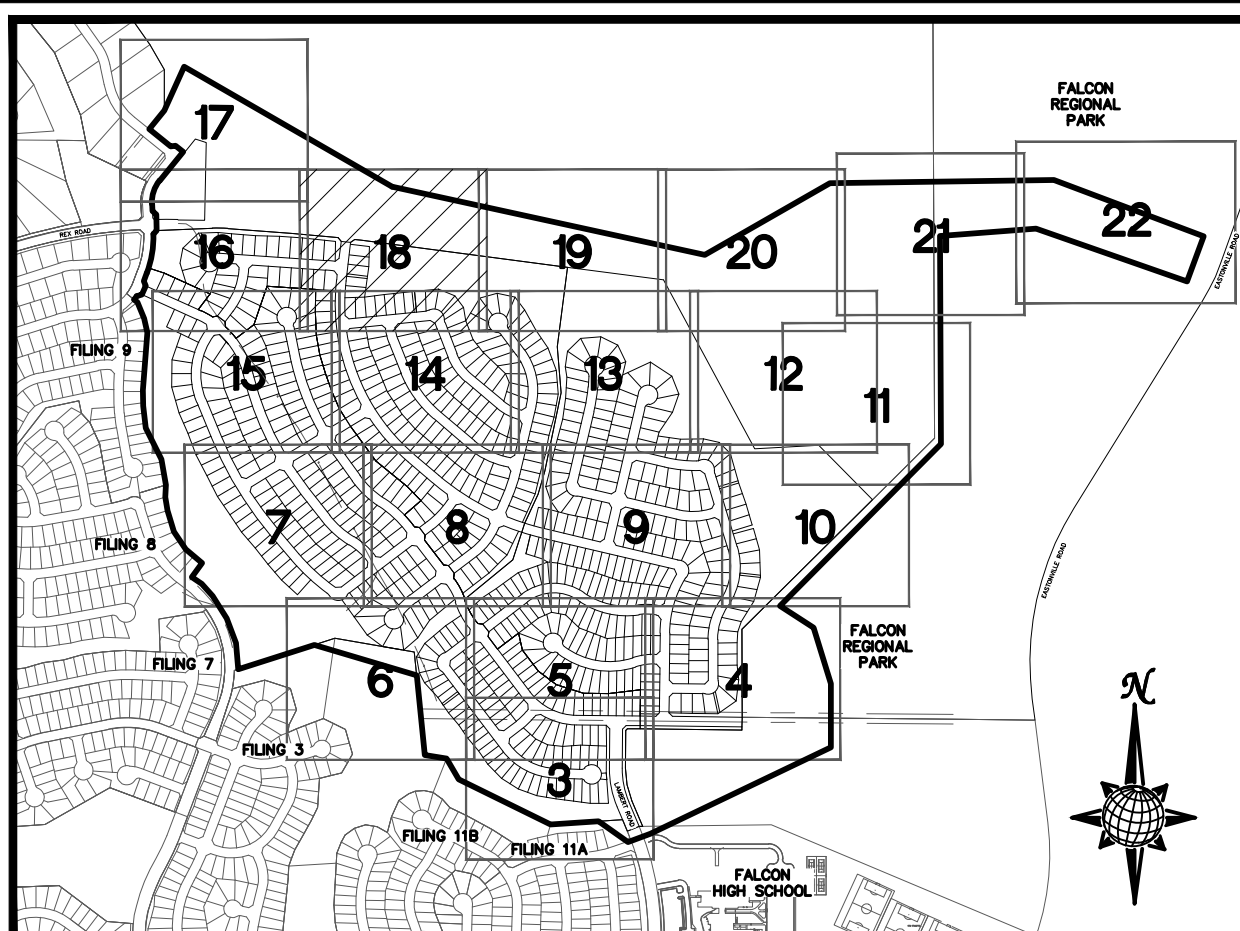 FALCON
REGIONAL
PARK
17
22
REX ROAD
21
16
18
19
20
EASTONVILLE ROAD
FILING 9
15
14
13
12
11
7
8
9
10
FILING 8
EASTONVILLE ROAD
FALCON
REGIONAL
PARK
FILING 7
6
5
4
N
FILING 3
3
LAMBERT ROAD
FILING 11B
FILING 11A
FALCON
HIGH SCHOOL